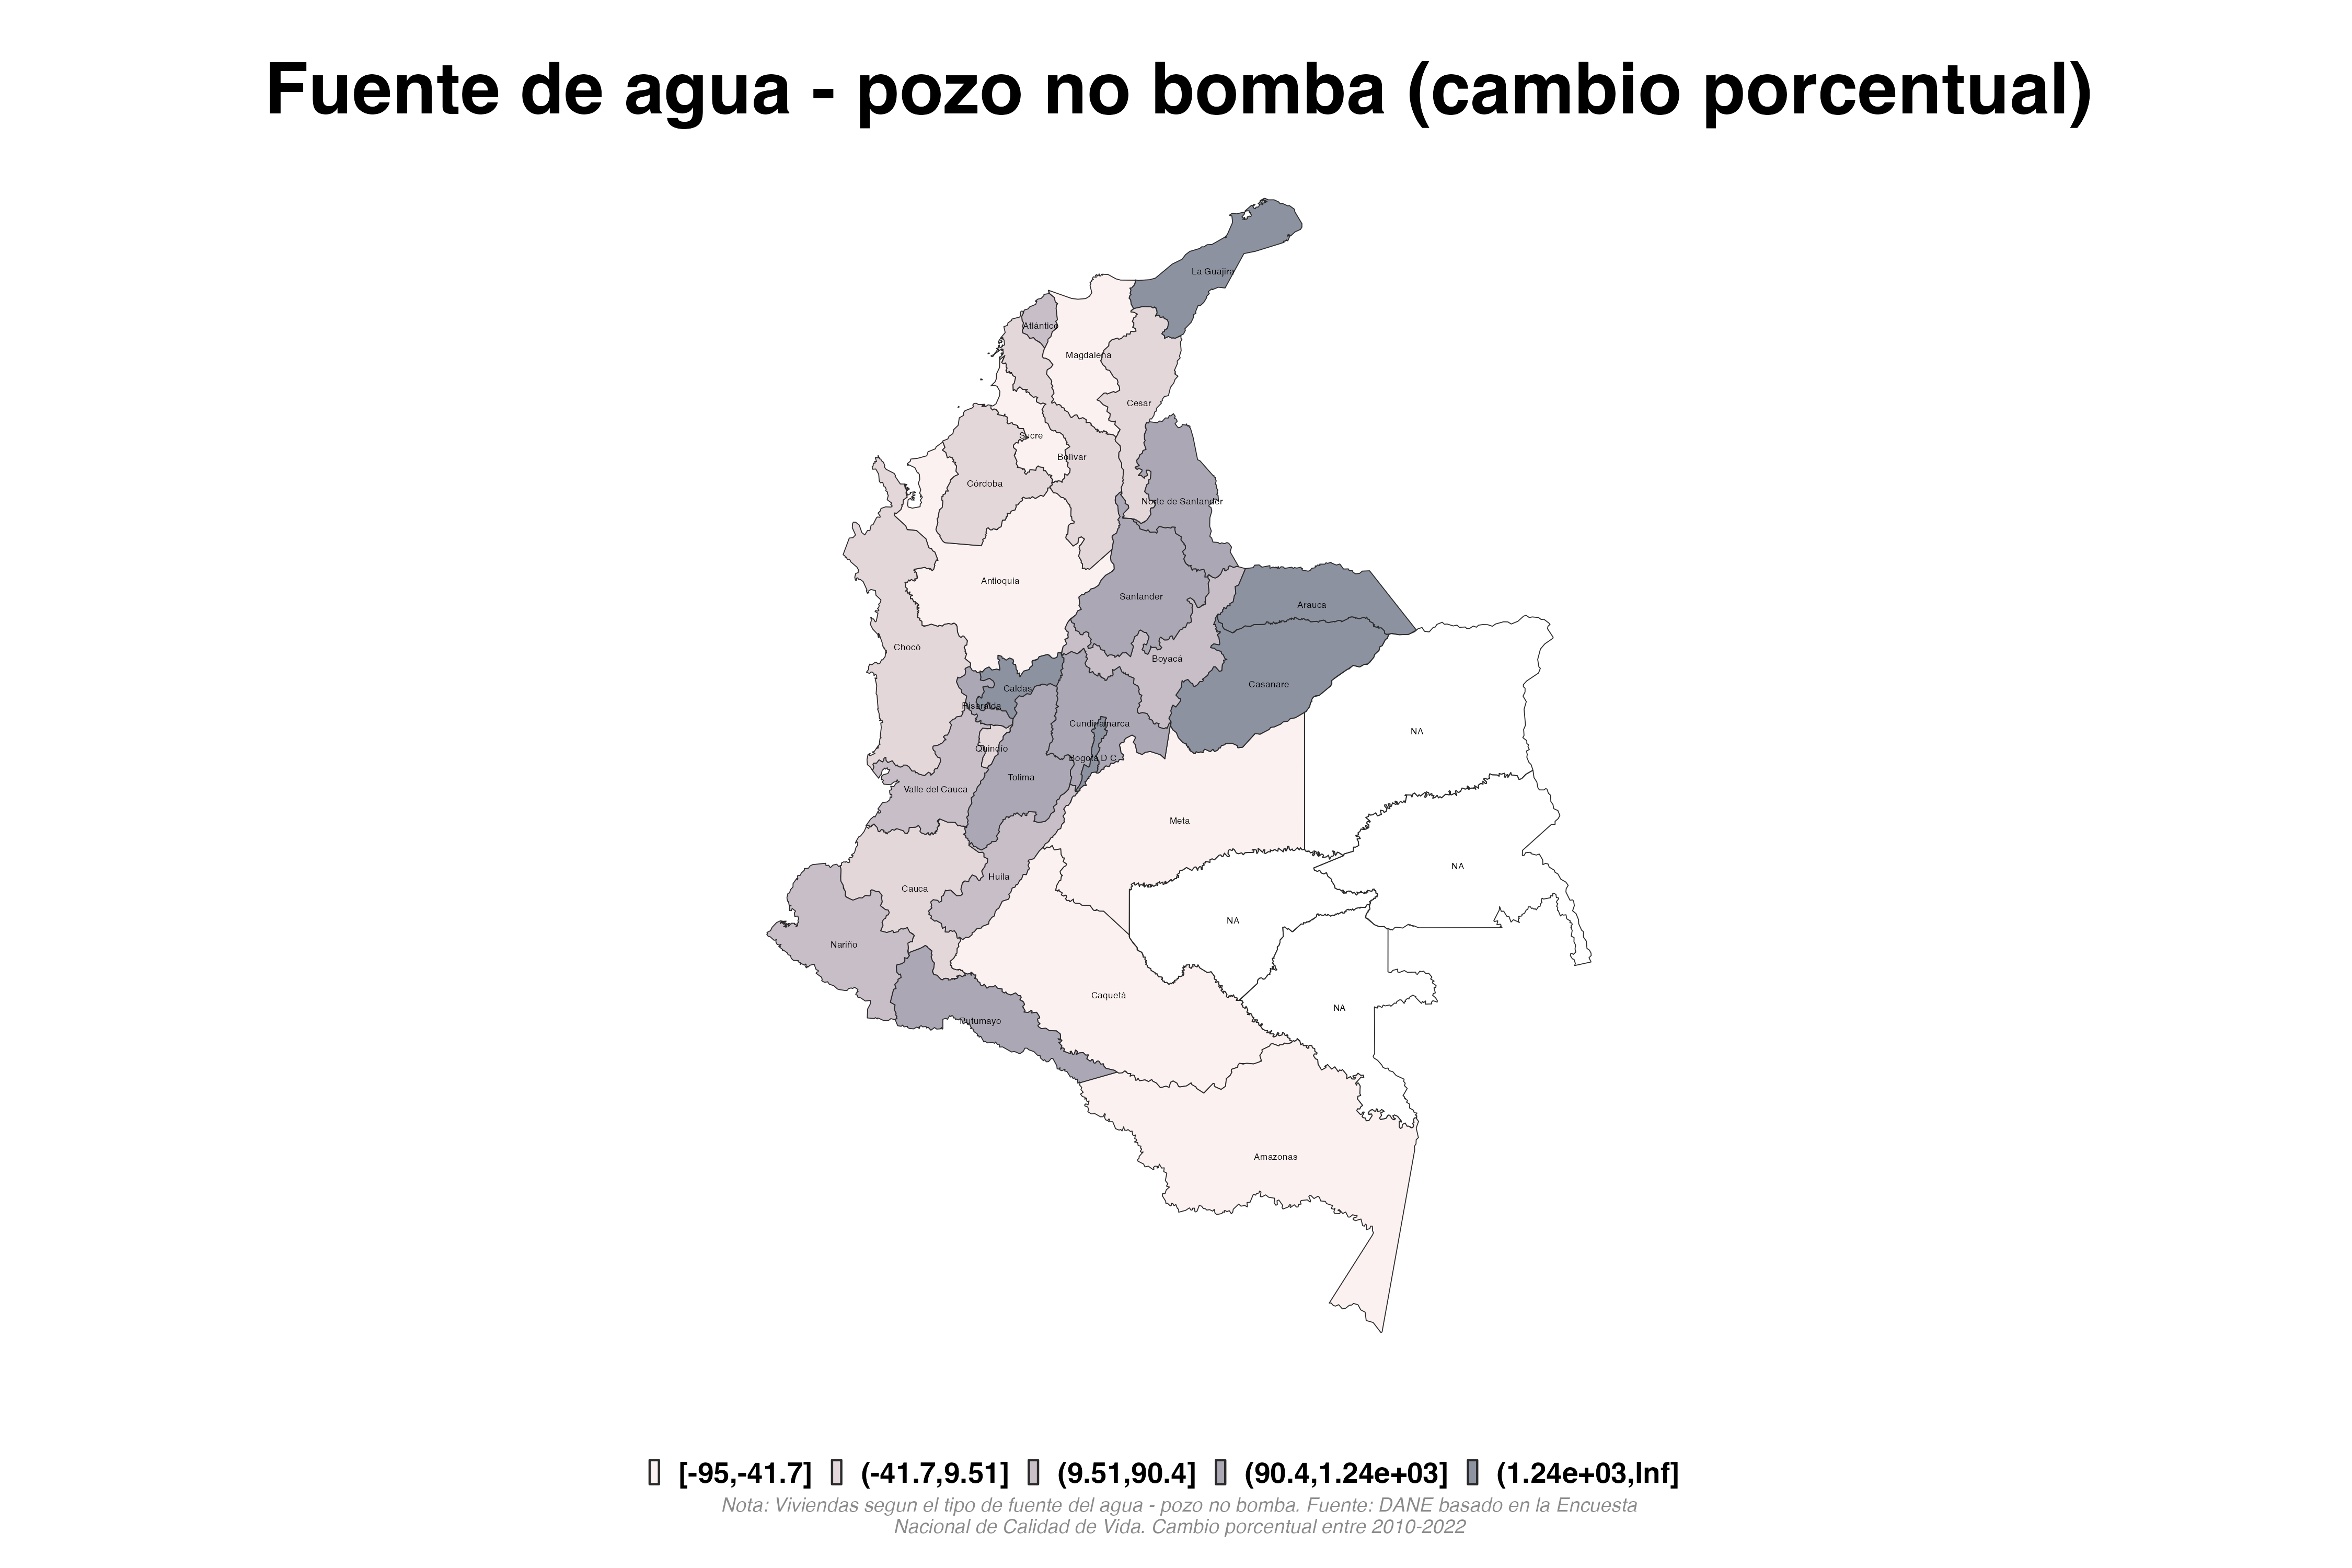 Fuente de agua - pozo no bomba (cambio porcentual)
La Guajira
Atlántico
Magdalena
Cesar
Sucre
Bolívar
Córdoba
Norte de Santander
Antioquia
Santander
Arauca
Chocó
Boyacá
Casanare
Caldas
Risaralda
Cundinamarca
NA
Quindío
Bogotá D.C.
Tolima
Valle del Cauca
Meta
NA
Huila
Cauca
NA
Nariño
Caquetá
NA
Putumayo
Amazonas
[-95,-41.7] (-41.7,9.51] (9.51,90.4] (90.4,1.24e+03] (1.24e+03,Inf]
Nota: Viviendas segun el tipo de fuente del agua - pozo no bomba. Fuente: DANE basado en la Encuesta
Nacional de Calidad de Vida. Cambio porcentual entre 2010-2022